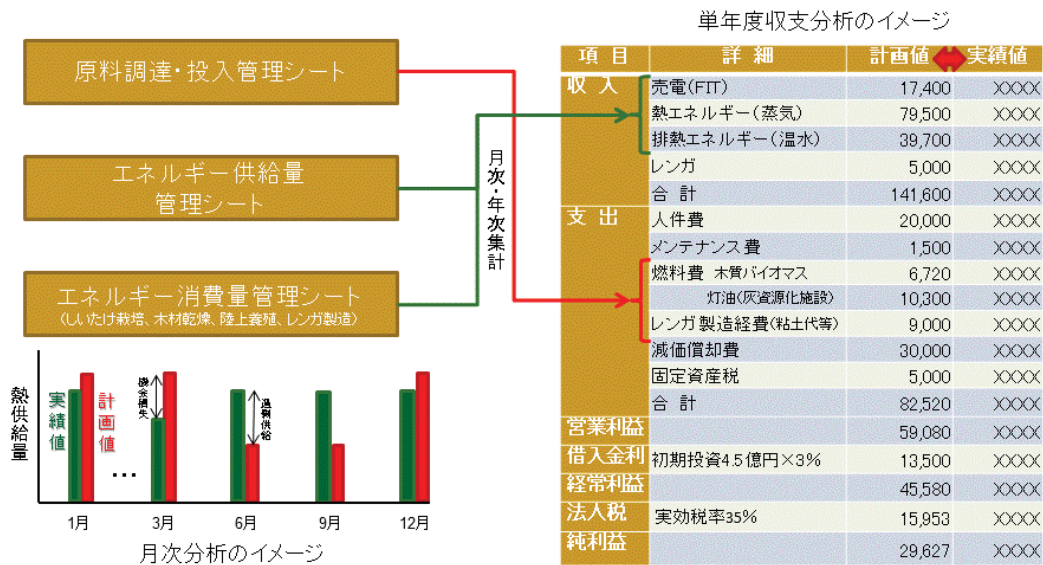 単年度収支分析のイメージ
原料調達・投入管理シート
エネルギー供給量
管理シート
エネルギー消費量管理シート
(しいたけ栽培、木材乾燥、陸上養殖、レンガ製造)
月次・年次集計
項 目 詳 細 計画値 実績値
収 入 売電(FIT) 17,400 XXXX
熱エネルギー(蒸気) 79,500 XXXX
排熱エネルギー(温水) 39,700 XXXX
レンガ 5,000 XXXX
合 計 141,600 XXXX
支 出 人件費 20,000 XXXX
メンテナンス費 1,500 XXXX
燃料費 木質バイオマス 6,720 XXXX
灯油(灰資源化施設) 10,300 XXXX
レンガ製造経費(粘土代等) 9,000 XXXX
減価償却費 30,000 XXXX
固定資産税 5,000 XXXX
合 計 82,520 XXXX
営業利益 59,080 XXXX
借入金利 初期投資4.5億円×3% 13,500 XXXX
経常利益 45,580 XXXX
法人税 実効税率35% 15,953 XXXX
純利益 29,627 XXXX
熱供給量
実績値
計画値
機会損失
過剰供給
...
1月 3月 6月 9月 12月
月次分析のイメージ